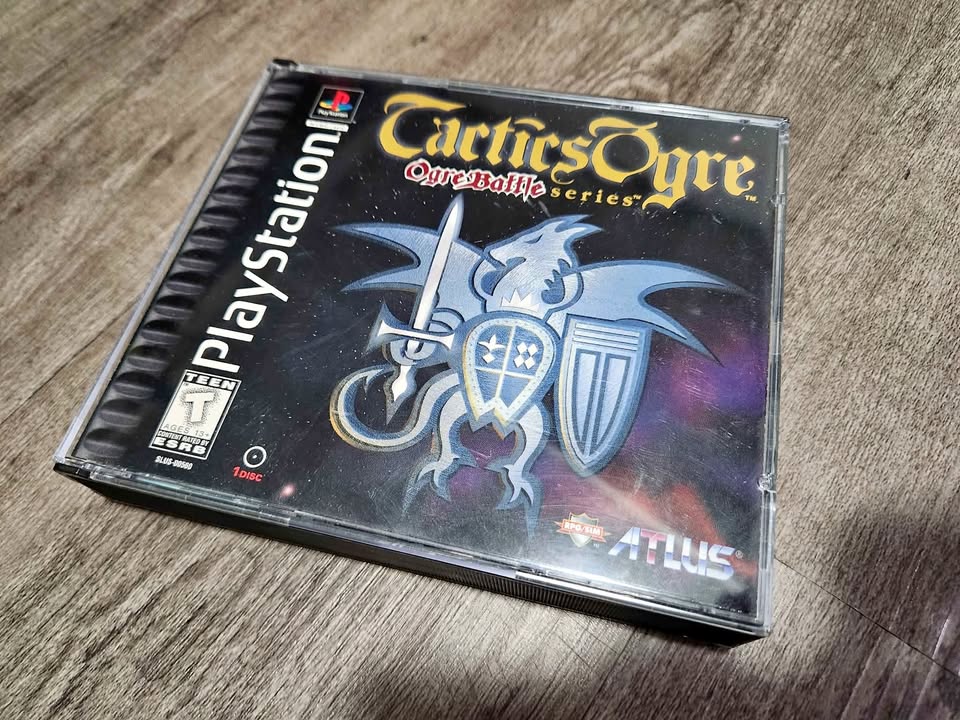 PlayStation
Tactics Ogre
™
Ogre Battle series™
PlayStation
TEEN
T
AGES 13+
CONTENT RATED BY
ESRB
SLUS-00560
1 DISC
RPG/SIM
ATLUS®